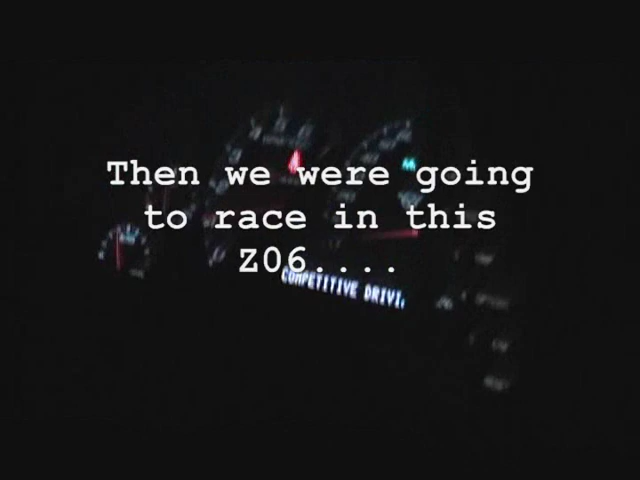 Then we were going
to race in this
Z06....
COMPETITIVE DRIVI